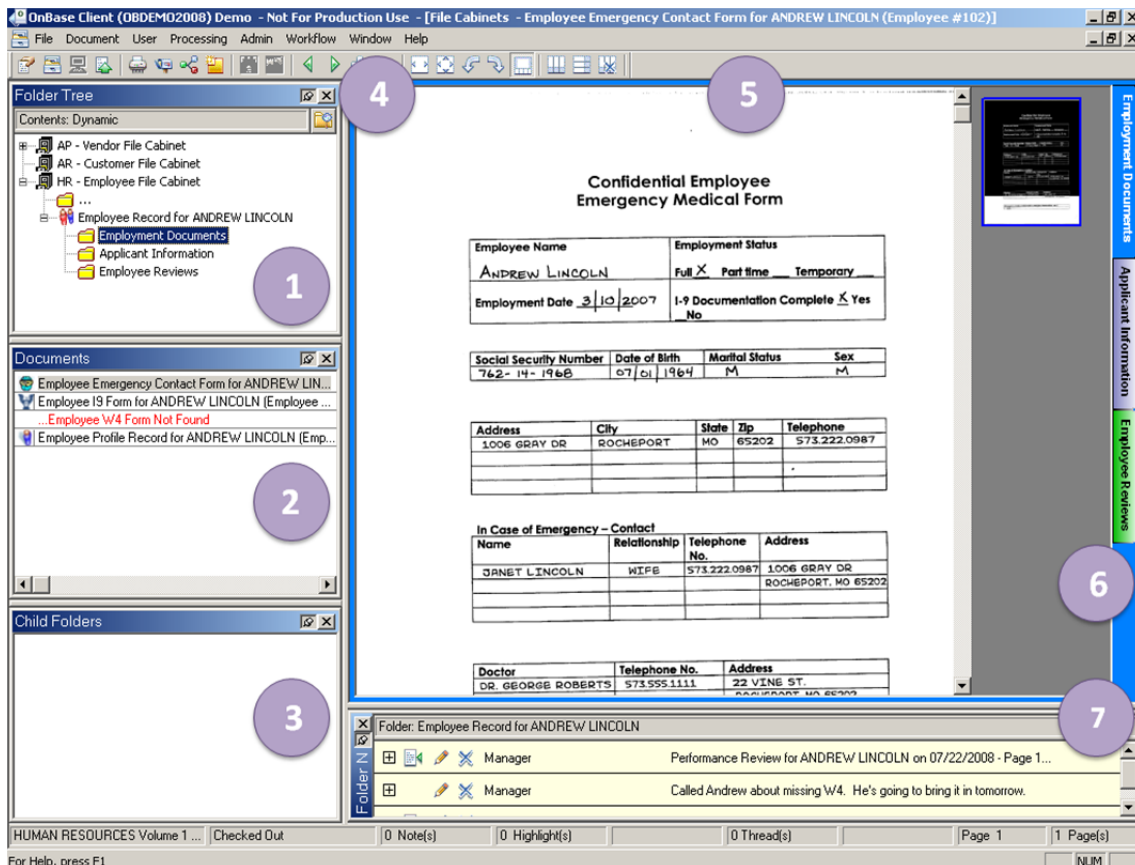 OnBase Client (OBDEMO2008) Demo - Not For Production Use - [File Cabinets - Employee Emergency Contact Form for ANDREW LINCOLN (Employee #102)]
File Document User Processing Admin Workflow Window Help
Folder Tree
Contents: Dynamic
AP - Vendor File Cabinet
AR - Customer File Cabinet
HR - Employee File Cabinet
...
Employee Record for ANDREW LINCOLN
Employment Documents
Applicant Information
Employee Reviews
1
Documents
Employee Emergency Contact Form for ANDREW LIN...
Employee I9 Form for ANDREW LINCOLN (Employee ...
...Employee W4 Form Not Found
Employee Profile Record for ANDREW LINCOLN (Emp...
2
Child Folders
3
4
5
Confidential Employee
Emergency Medical Form
Employee Name Employment Status
ANDREW LINCOLN Full X Part time __ Temporary __
Employment Date 3/10/2007 I-9 Documentation Complete X Yes
__No
Social Security Number Date of Birth Marital Status Sex
762-14-1968 07/01/1964 M M
Address City State Zip Telephone
1006 GRAY DR ROCHEPORT MO 65202 573.222.0987
In Case of Emergency – Contact
Name Relationship Telephone No. Address
JANET LINCOLN WIFE 573.222.0987 1006 GRAY DR
ROCHEPORT, MO 65202
Doctor Telephone No. Address
DR. GEORGE ROBERTS 573.555.1111 22 VINE ST.
ROCHEPORT MO 65202
Employment Documents
Applicant Information
Employee Reviews
6
7
Folder N
Folder: Employee Record for ANDREW LINCOLN
Manager Performance Review for ANDREW LINCOLN on 07/22/2008 - Page 1...
Manager Called Andrew about missing W4. He's going to bring it in tomorrow.
HUMAN RESOURCES Volume 1 ... Checked Out 0 Note(s) 0 Highlight(s) 0 Thread(s) Page 1 1 Page(s)
For Help, press F1 NUM